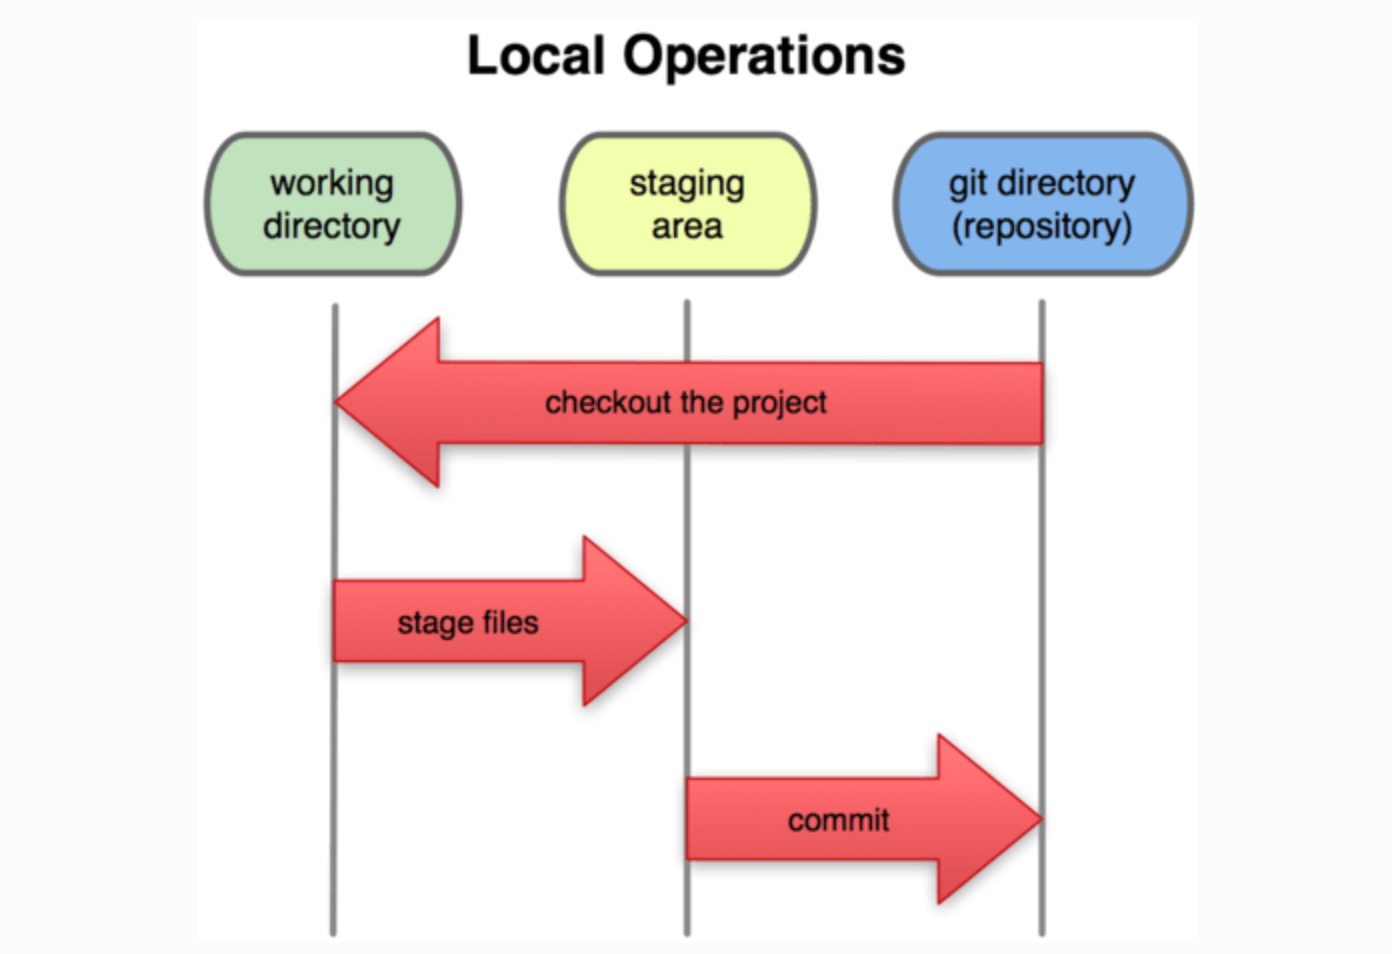 Local Operations
working
directory
staging
area
git directory
(repository)
checkout the project
stage files
commit